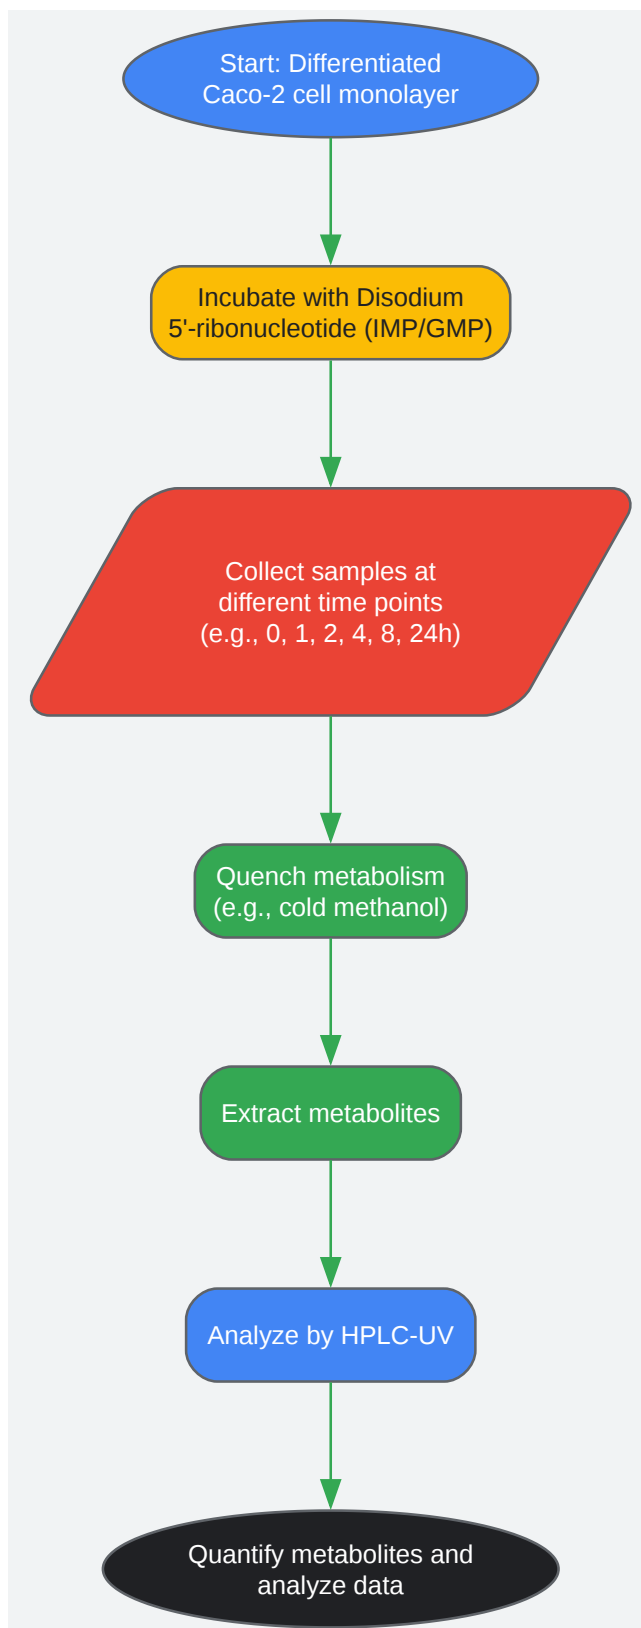 Start: Differentiated
Caco-2 cell monolayer
Incubate with Disodium
5'-ribonucleotide (IMP/GMP)
Collect samples at
different time points
(e.g., 0, 1, 2, 4, 8, 24h)
Quench metabolism
(e.g., cold methanol)
Extract metabolites
Analyze by HPLC-UV
Quantify metabolites and
analyze data